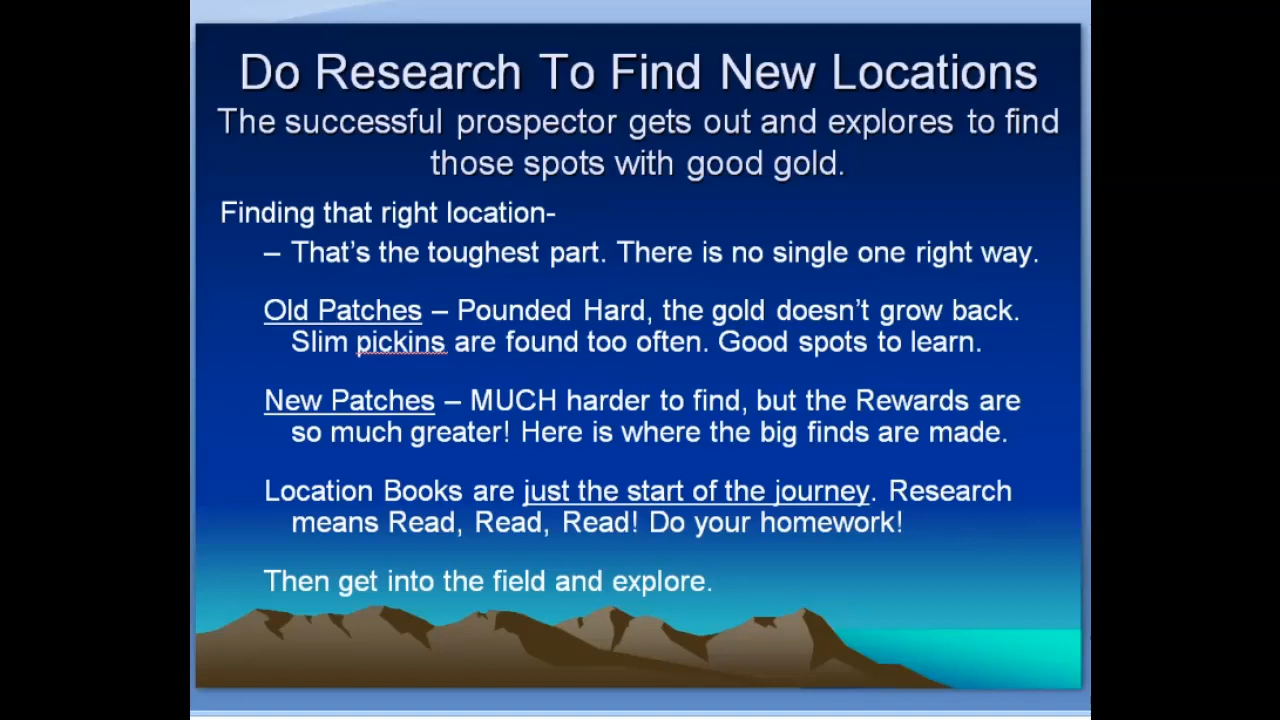 Do Research To Find New Locations
The successful prospector gets out and explores to find
those spots with good gold.
Finding that right location-
– That’s the toughest part. There is no single one right way.
Old Patches – Pounded Hard, the gold doesn’t grow back.
Slim pickins are found too often. Good spots to learn.
New Patches – MUCH harder to find, but the Rewards are
so much greater! Here is where the big finds are made.
Location Books are just the start of the journey. Research
means Read, Read, Read! Do your homework!
Then get into the field and explore.